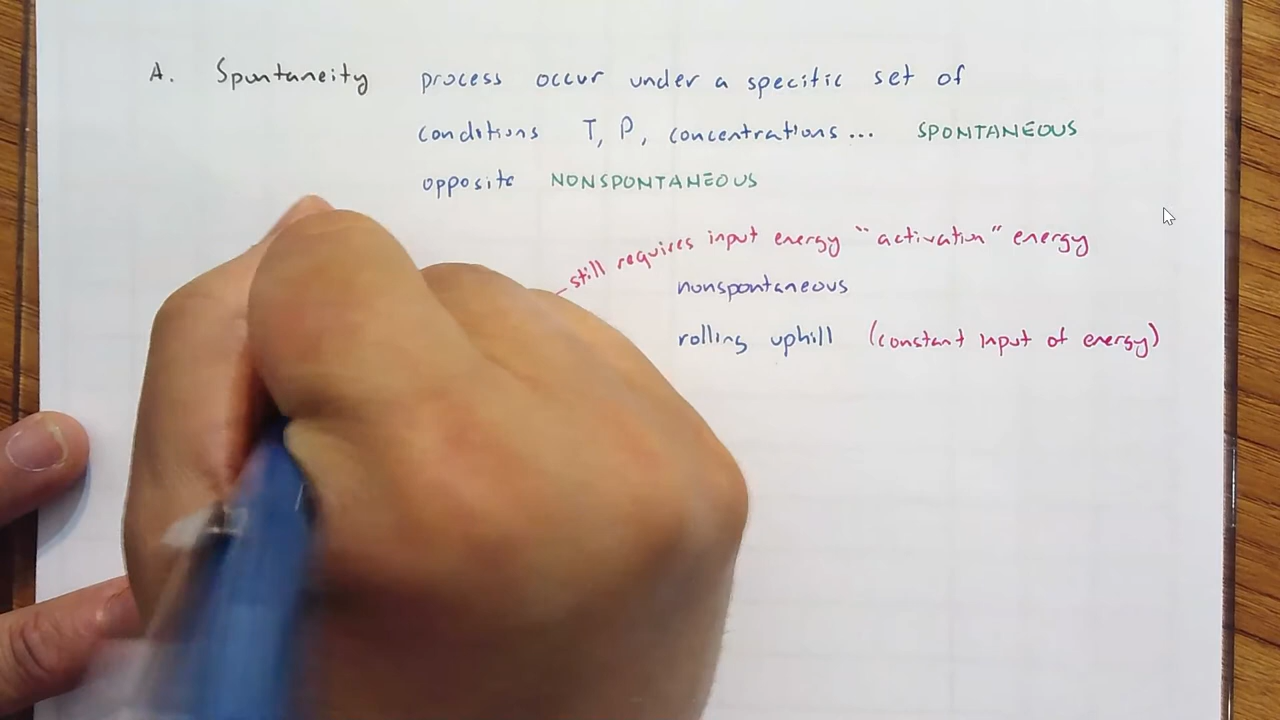 A. Spontaneity process occur under a specific set of
conditions T, P, concentrations... SPONTANEOUS
opposite NONSPONTANEOUS
still requires input energy "activation" energy
nonspontaneous
rolling uphill (constant input of energy)